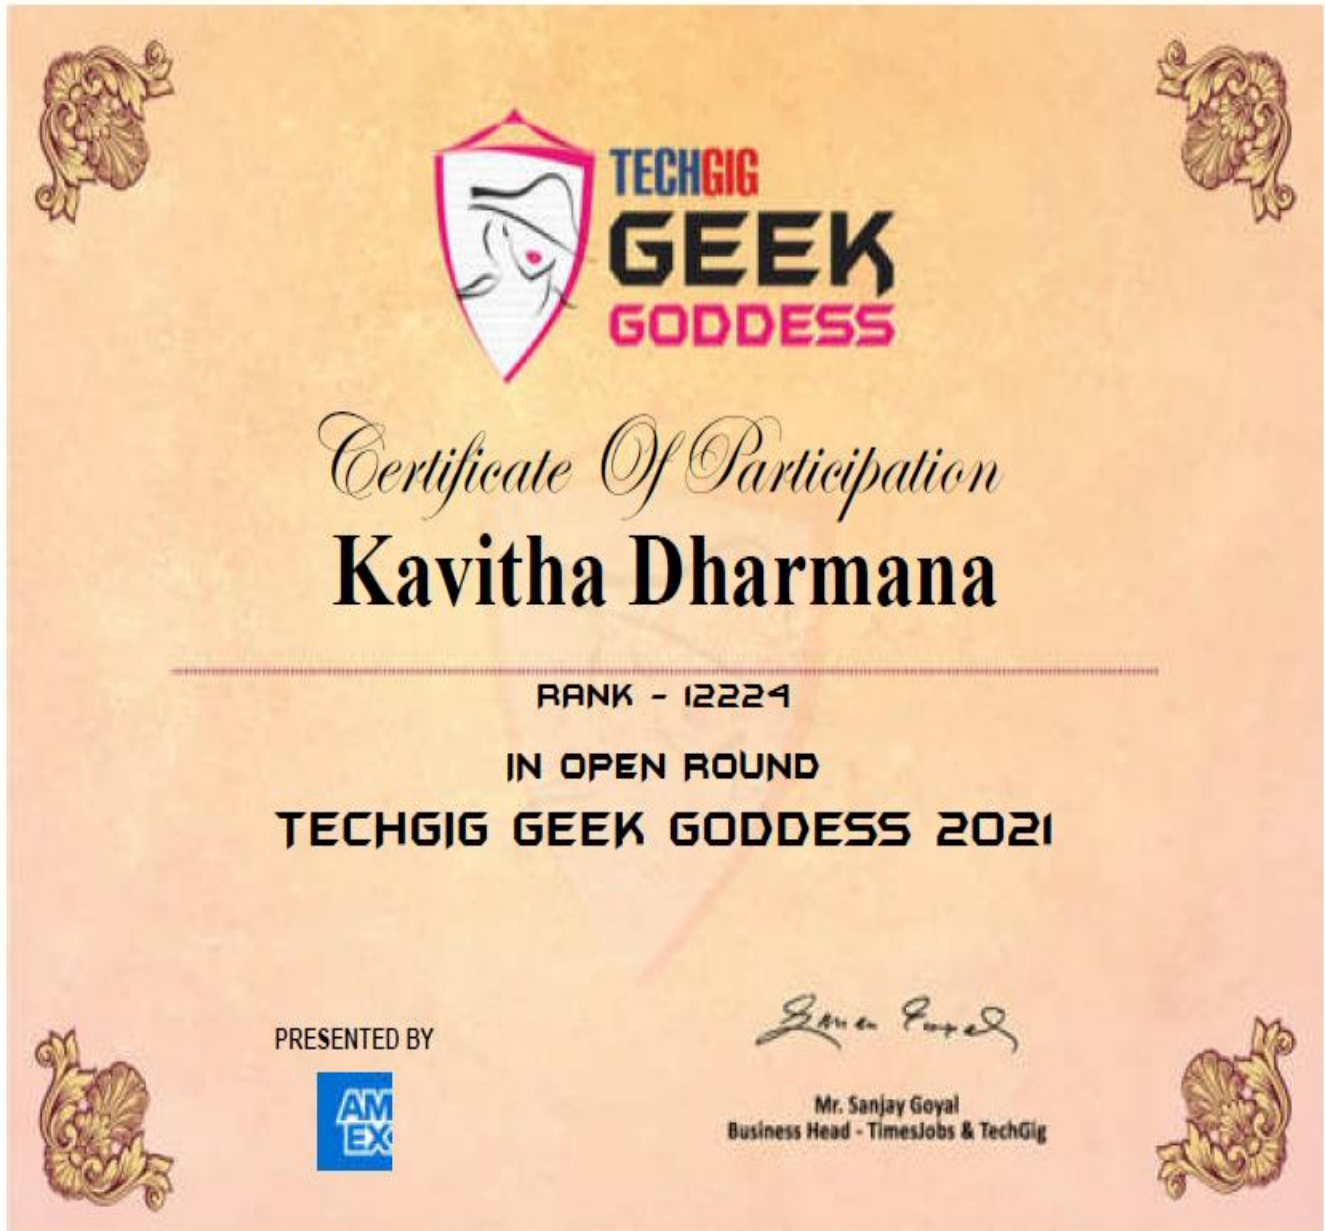 TECHGIG
GEEK
GODDESS
Certificate Of Participation
Kavitha Dharmana
RANK - 12224
IN OPEN ROUND
TECHGIG GEEK GODDESS 2021
PRESENTED BY
AM
EX
Mr. Sanjay Goyal
Business Head - TimesJobs & TechGig